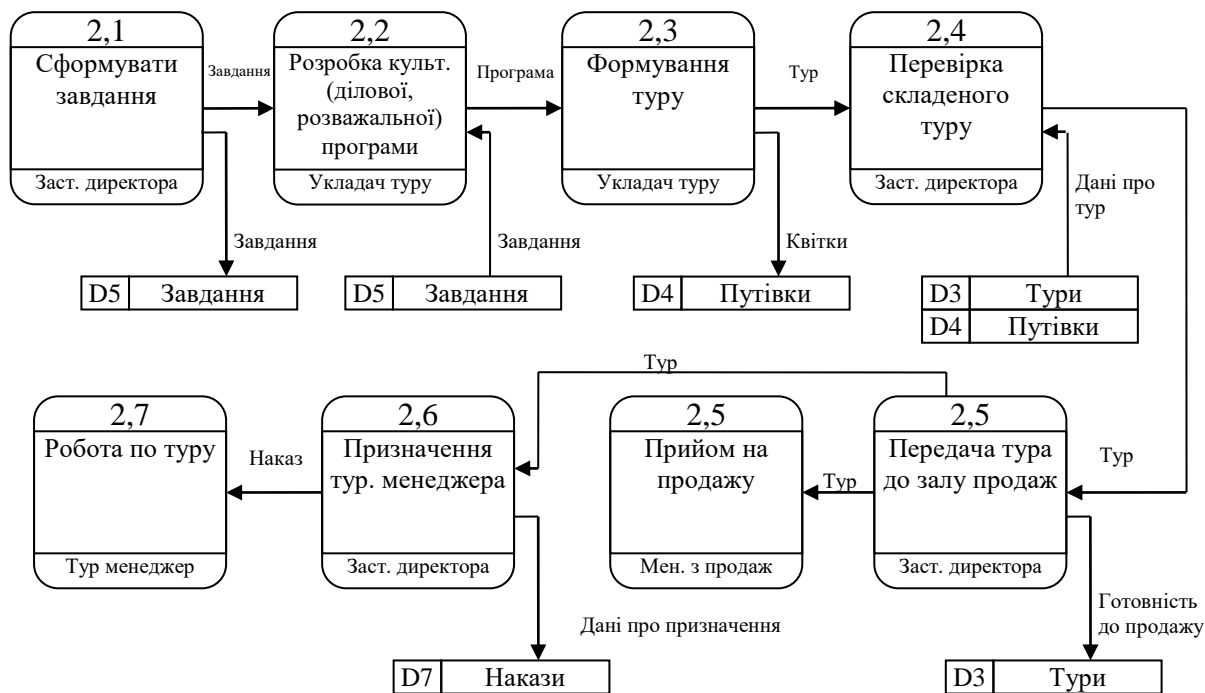 2,1
Сформувати
завдання
Заст. директора
Завдання
2,2
Розробка культ.
(ділової,
розважальної)
програми
Укладач туру
Програма
2,3
Формування
туру
Укладач туру
Тур
2,4
Перевірка
складеного
туру
Заст. директора
Завдання
Завдання
Квітки
Дані про
тур
D5 Завдання
D5 Завдання
D4 Путівки
D3 Тури
D4 Путівки
Тур
2,7
Робота по туру
Тур менеджер
Наказ
2,6
Призначення
тур. менеджера
Заст. директора
2,5
Прийом на
продажу
Мен. з продаж
Тур
2,5
Передача тура
до залу продаж
Заст. директора
Тур
Дані про призначення
Готовність
до продажу
D7 Накази
D3 Тури